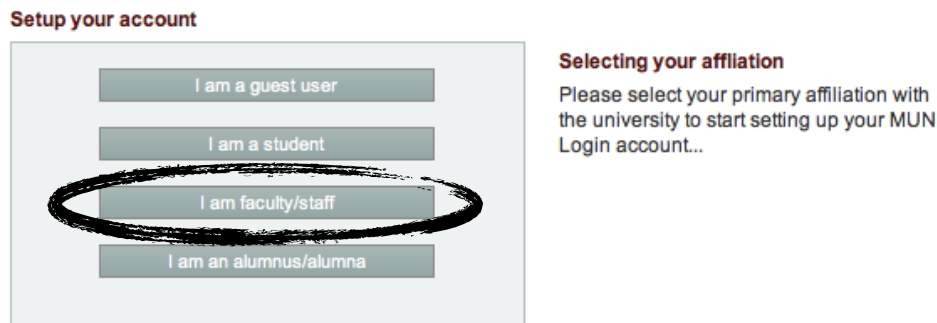 Setup your account
I am a guest user
I am a student
I am faculty/staff
I am an alumnus/alumna
Selecting your affliation
Please select your primary affiliation with
the university to start setting up your MUN
Login account...